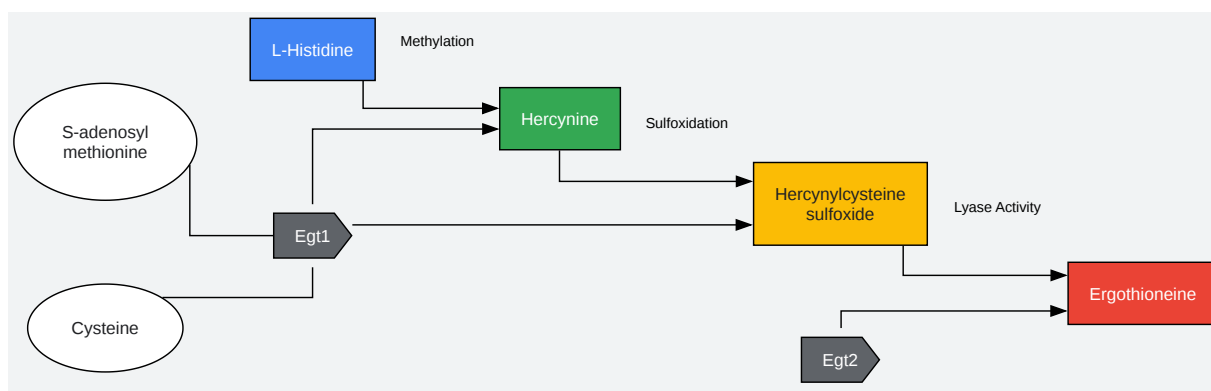 L-Histidine
Methylation
S-adenosyl
methionine
Hercynine
Sulfoxidation
Hercynylcysteine
sulfoxide
Lyase Activity
Egt1
Ergothioneine
Cysteine
Egt2